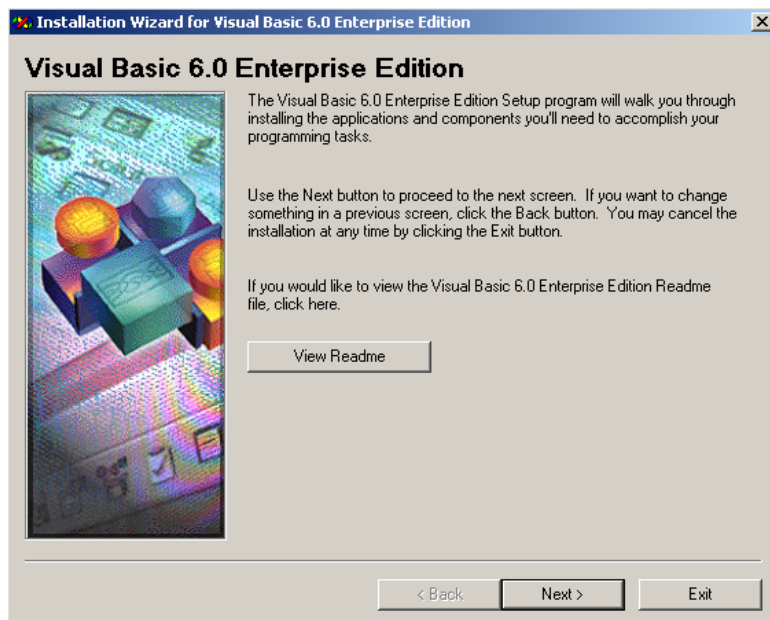 Installation Wizard for Visual Basic 6.0 Enterprise Edition
Visual Basic 6.0 Enterprise Edition
The Visual Basic 6.0 Enterprise Edition Setup program will walk you through
installing the applications and components you'll need to accomplish your
programming tasks.
Use the Next button to proceed to the next screen. If you want to change
something in a previous screen, click the Back button. You may cancel the
installation at any time by clicking the Exit button.
If you would like to view the Visual Basic 6.0 Enterprise Edition Readme
file, click here.
View Readme
< Back
Next >
Exit